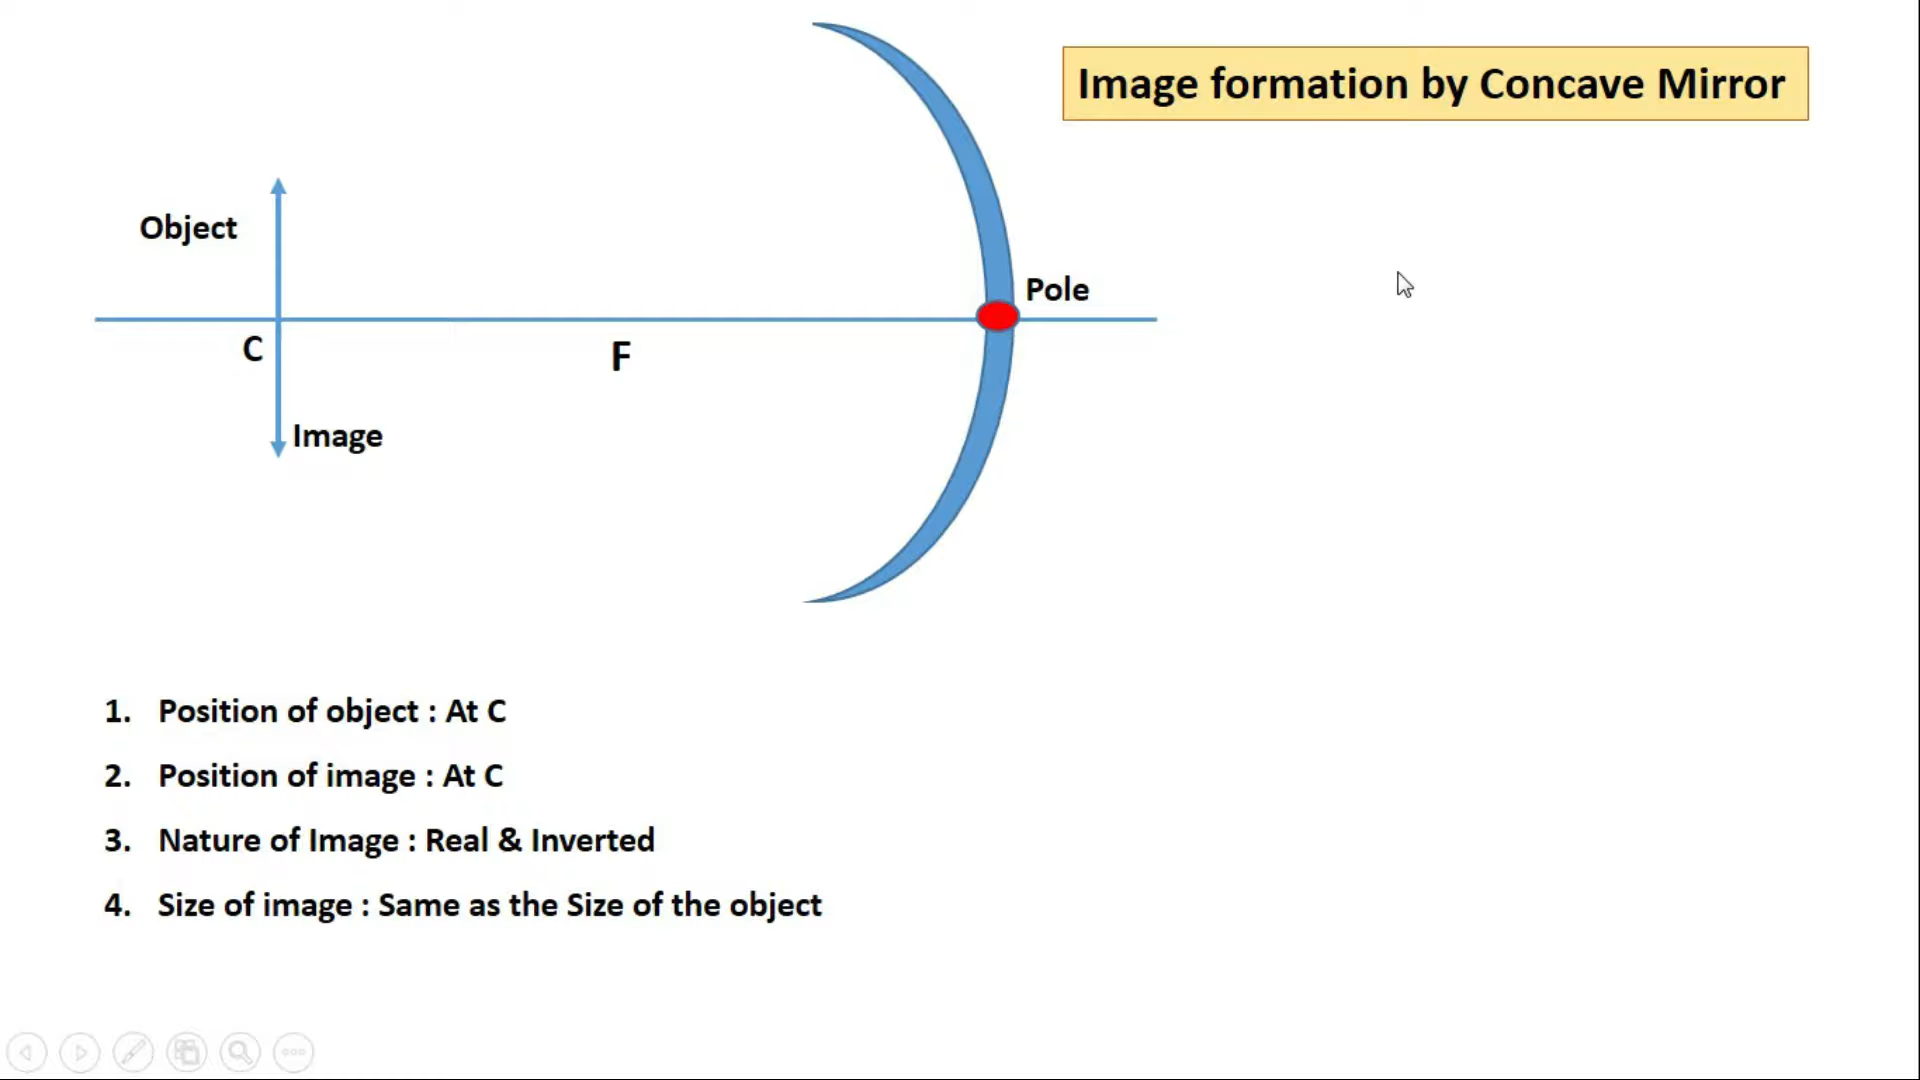 Image formation by Concave Mirror
Object
Pole
C
F
Image
1. Position of object : At C
2. Position of image : At C
3. Nature of Image : Real & Inverted
4. Size of image : Same as the Size of the object